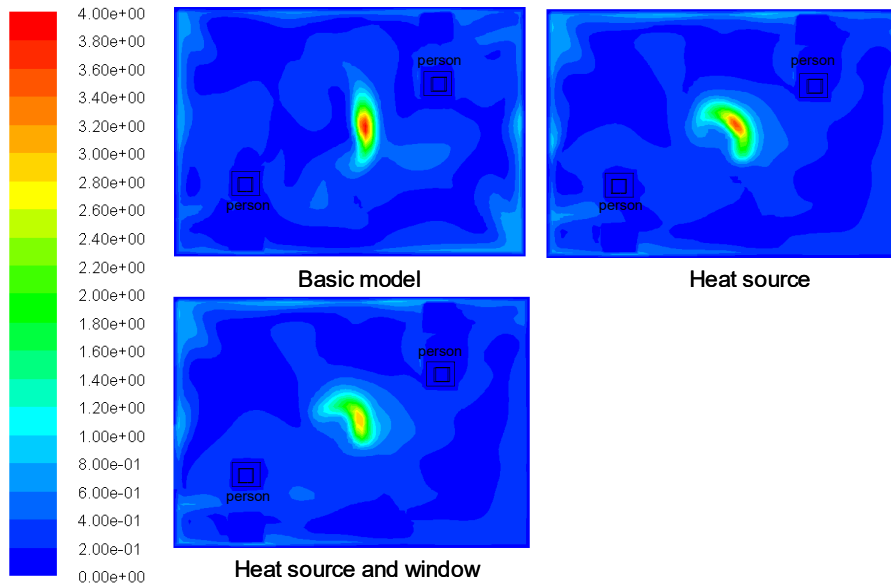 4.00e+00
3.80e+00
3.60e+00
3.40e+00
3.20e+00
3.00e+00
2.80e+00
2.60e+00
2.40e+00
2.20e+00
2.00e+00
1.80e+00
1.60e+00
1.40e+00
1.20e+00
1.00e+00
8.00e-01
6.00e-01
4.00e-01
2.00e-01
0.00e+00
person
person
Basic model
person
person
Heat source
person
person
Heat source and window